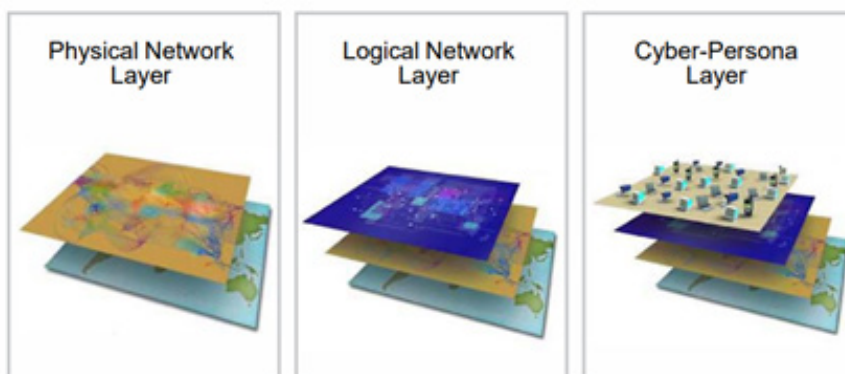 Physical Network
Layer
Logical Network
Layer
Cyber-Persona
Layer